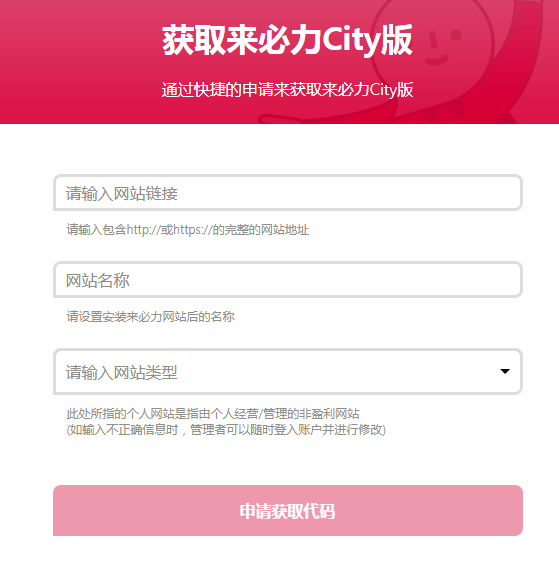 获取来必力City版
通过快捷的申请来获取来必力City版
请输入网站链接
请输入包含http://或https://的完整的网站地址
网站名称
请设置安装来必力网站后的名称
请输入网站类型
此处所指的个人网站是指由个人经营/管理的非盈利网站
(如输入不正确信息时，管理者可以随时登入账户并进行修改)
申请获取代码